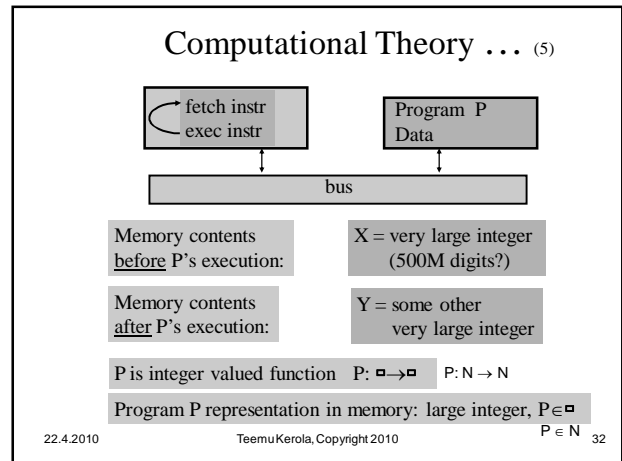 Computational Theory … (5)
fetch instr
exec instr
Program P
Data
bus
Memory contents
before P's execution:
X = very large integer
(500M digits?)
Memory contents
after P's execution:
Y = some other
very large integer
P is integer valued function P: ◘→◘ P: N → N
Program P representation in memory: large integer, P∈◘
P ∈ N
22.4.2010 Teemu Kerola, Copyright 2010 32